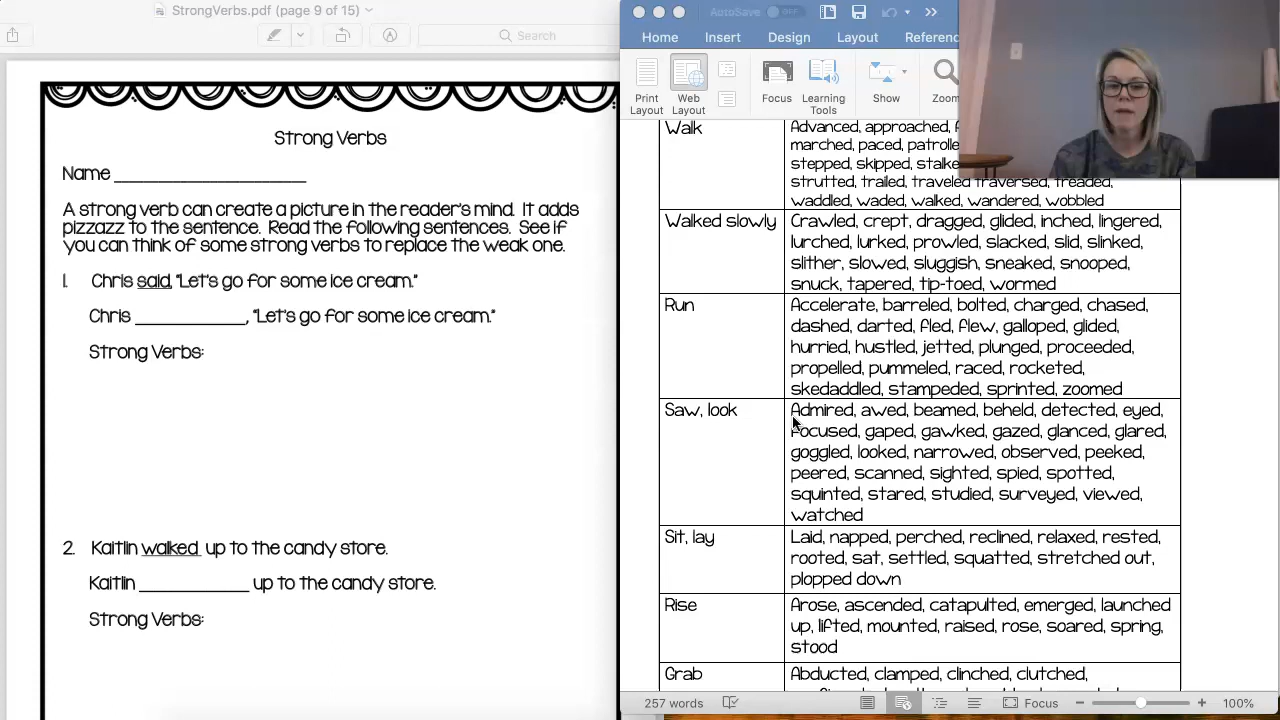 StrongVerbs.pdf (page 9 of 15)
Search
Strong Verbs
Name
A strong verb can create a picture in the reader's mind. It adds
pizzazz to the sentence. Read the following sentences. See if
you can think of some strong verbs to replace the weak one.
1. Chris said, "Let's go for some ice cream."
Chris ____________, "Let's go for some ice cream."
Strong Verbs:
2. Kaitlin walked up to the candy store.
Kaitlin ____________ up to the candy store.
Strong Verbs:
AutoSave OFF
Home Insert Design Layout
Print Layout
Web Layout
Focus
Learning Tools
Show
Walk
Advanced, approached,
marched, paced,
stepped, skipped,
strutted, trailed, traveled traversed, treaded,
waddled, waded, walked, wandered, wobbled
Walked slowly
Crawled, crept, dragged, glided, inched, lingered,
lurched, lurked, prowled, slacked, slid, slinked,
slither, slowed, sluggish, sneaked, snooped,
snuck, tapered, tip-toed, wormed
Run
Accelerate, barreled, bolted, charged, chased,
dashed, darted, fled, flew, galloped, glided,
hurried, hustled, jetted, plunged, proceeded,
propelled, pummeled, raced, rocketed,
skedaddled, stampeded, sprinted, zoomed
Saw, look
Admired, awed, beamed, beheld, detected, eyed,
focused, gaped, gawked, gazed, glanced, glared,
goggled, looked, narrowed, observed, peeked,
peered, scanned, sighted, spied, spotted,
squinted, stared, studied, surveyed, viewed,
watched
Sit, lay
Laid, napped, perched, reclined, relaxed, rested,
rooted, sat, settled, squatted, stretched out,
plopped down
Rise
Arose, ascended, catapulted, emerged, launched
up, lifted, mounted, raised, rose, soared, spring,
stood
Grab
Abducted, clamped, clinched, clutched,
257 words
Focus
100%